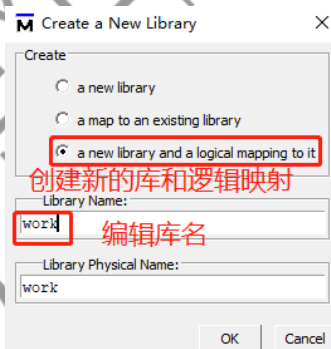 Create a New Library
Create
a new library
a map to an existing library
a new library and a logical mapping to it
创建新的库和逻辑映射
Library Name:
work
编辑库名
Library Physical Name:
work
OK Cancel